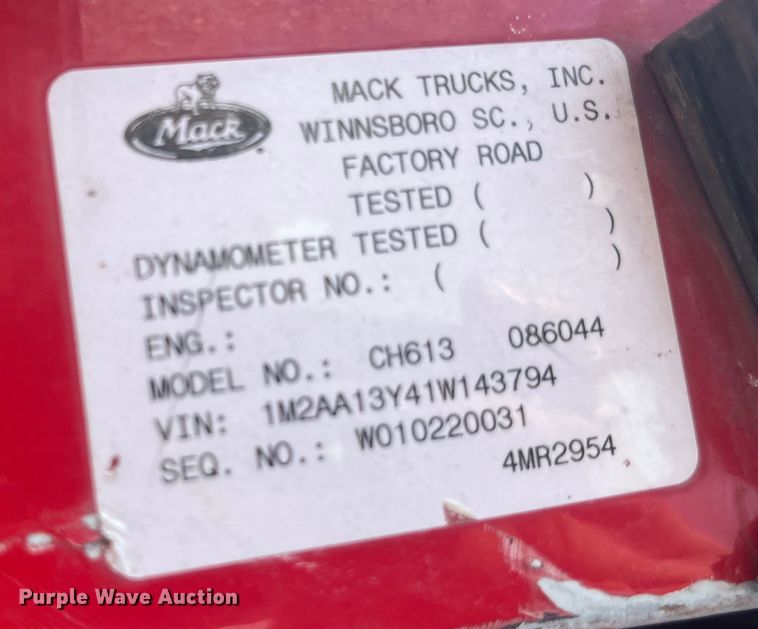 Mack
MACK TRUCKS, INC.
WINNSBORO SC., U.S.
FACTORY ROAD
TESTED ( )
DYNAMOMETER TESTED ( )
INSPECTOR NO.: ( )
ENG.:
MODEL NO.: CH613 086044
VIN: 1M2AA13Y41W143794
SEQ. NO.: W010220031
4MR2954
Purple Wave Auction